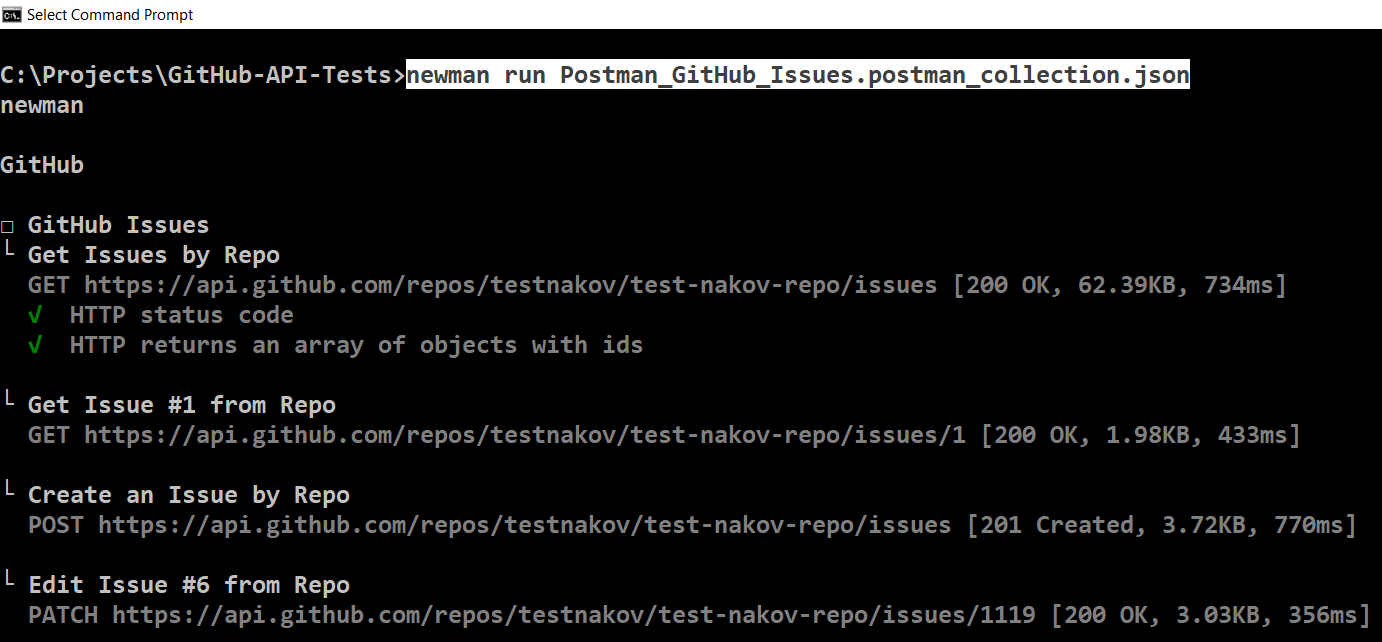 Select Command Prompt
C:\Projects\GitHub-API-Tests>newman run Postman_GitHub_Issues.postman_collection.json
newman
GitHub
□ GitHub Issues
└ Get Issues by Repo
GET https://api.github.com/repos/testnakov/test-nakov-repo/issues [200 OK, 62.39KB, 734ms]
√ HTTP status code
√ HTTP returns an array of objects with ids
└ Get Issue #1 from Repo
GET https://api.github.com/repos/testnakov/test-nakov-repo/issues/1 [200 OK, 1.98KB, 433ms]
└ Create an Issue by Repo
POST https://api.github.com/repos/testnakov/test-nakov-repo/issues [201 Created, 3.72KB, 770ms]
└ Edit Issue #6 from Repo
PATCH https://api.github.com/repos/testnakov/test-nakov-repo/issues/1119 [200 OK, 3.03KB, 356ms]